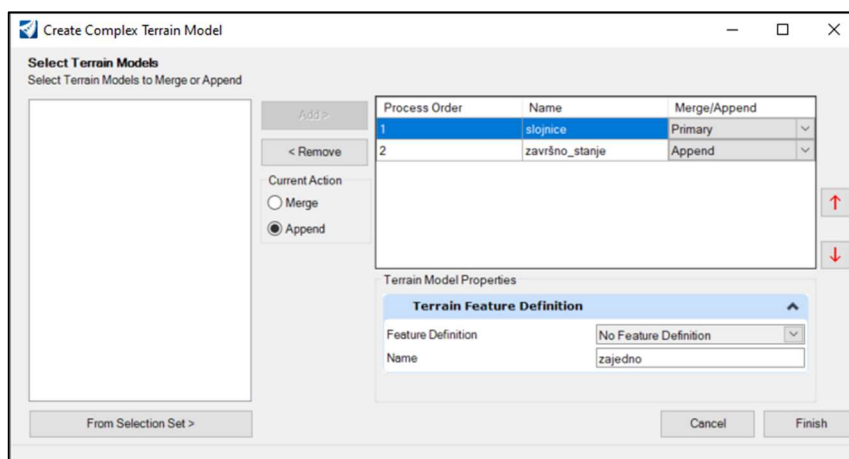 Create Complex Terrain Model
Select Terrain Models
Select Terrain Models to Merge or Append
Add >
< Remove
Current Action
Merge
Append
Process Order Name Merge/Append
1 slojnice Primary
2 završno_stanje Append
Terrain Model Properties
Terrain Feature Definition
Feature Definition No Feature Definition
Name zajedno
From Selection Set >
Cancel
Finish